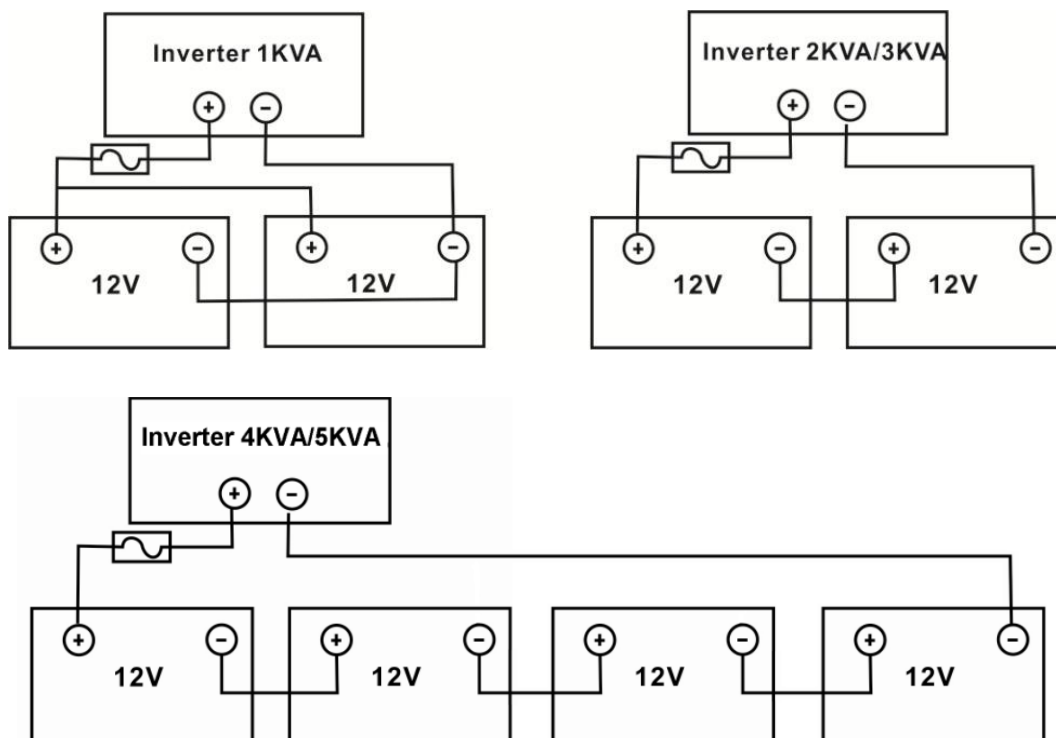 Inverter 1KVA
+ −
+ − + −
12V 12V
Inverter 2KVA/3KVA
+ −
+ − + −
12V 12V
Inverter 4KVA/5KVA
+ −
+ − + − + − + −
12V 12V 12V 12V